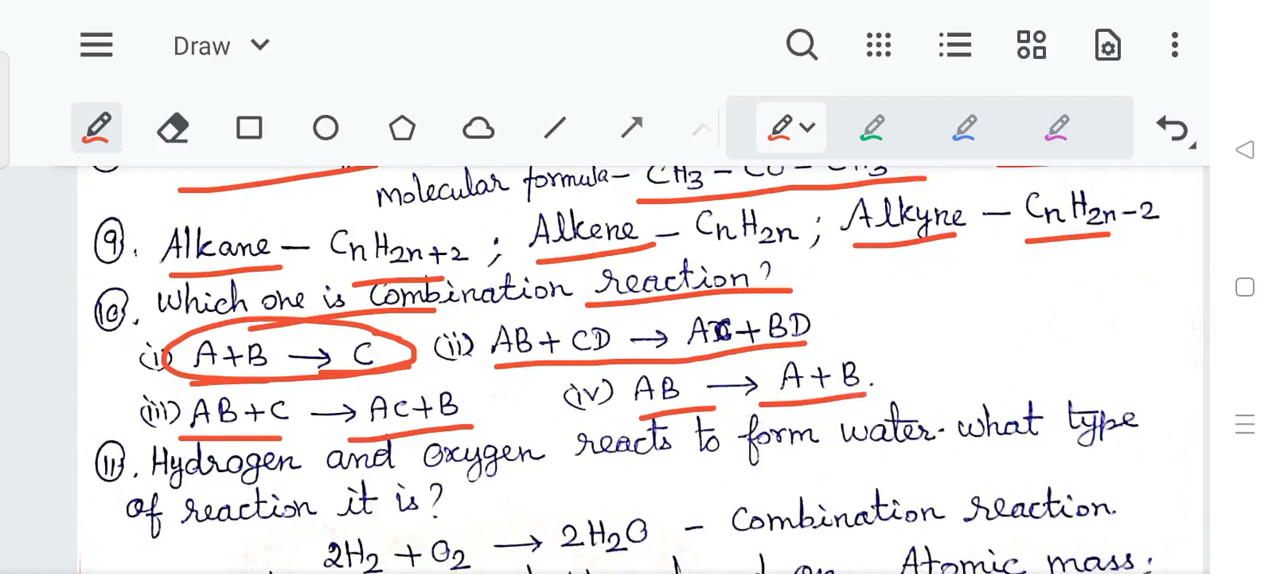 Draw
molecular formula - CH3 - CO - CH3
9. Alkane - CnH2n+2 ; Alkene - CnH2n ; Alkyne - CnH2n-2
10. Which one is combination reaction?
(i) A+B → C (ii) AB + CD → AC + BD
(iii) AB+C → AC+B (iv) AB → A + B.
11. Hydrogen and oxygen reacts to form water. what type
of reaction it is?
2H2 + O2 → 2H2O - Combination reaction.
Atomic mass: